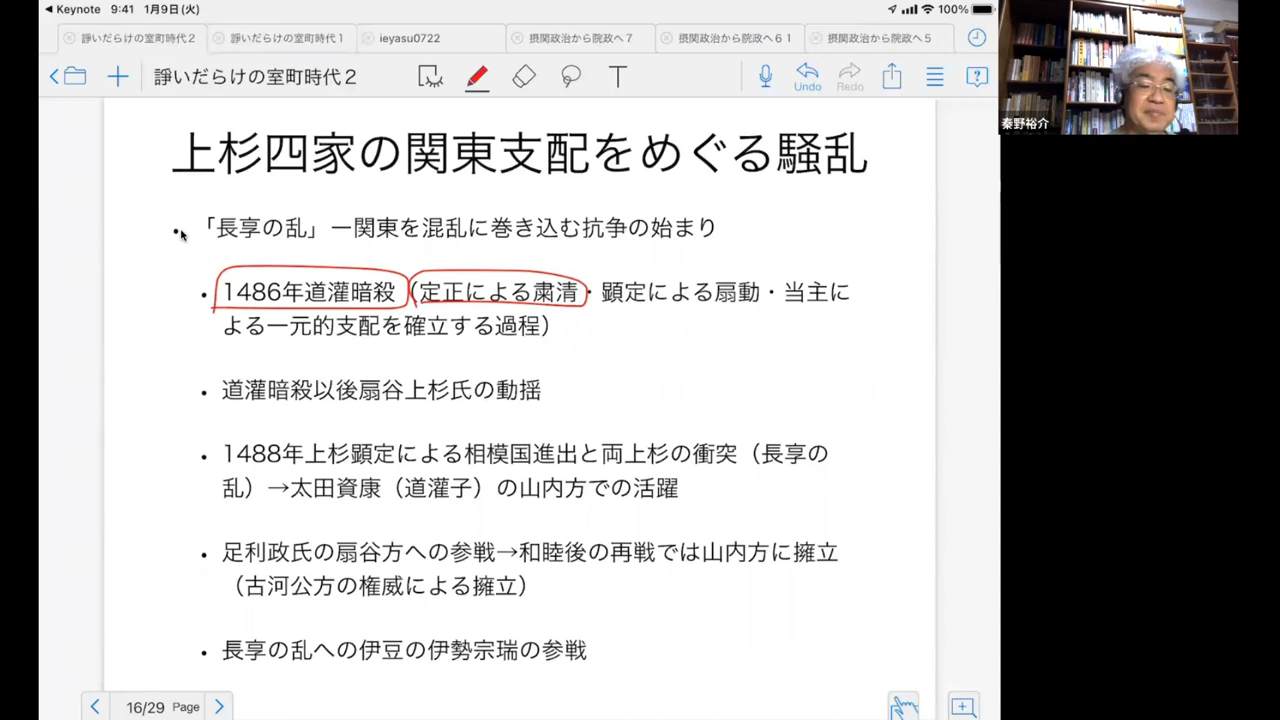 Keynote 9:41 1月9日(火) 100%
諍いだらけの室町時代2 諍いだらけの室町時代1 ieyasu0722 摂関政治から院政へ7 摂関政治から院政へ6 1 摂関政治から院政へ5
諍いだらけの室町時代2 T Undo Redo
秦野裕介
上杉四家の関東支配をめぐる騒乱
• 「長享の乱」ー関東を混乱に巻き込む抗争の始まり
• 1486年道灌暗殺(定正による粛清・顕定による扇動・当主に
よる一元的支配を確立する過程)
• 道灌暗殺以後扇谷上杉氏の動揺
• 1488年上杉顕定による相模国進出と両上杉の衝突(長享の
乱)→太田資康(道灌子)の山内方での活躍
• 足利政氏の扇谷方への参戦→和睦後の再戦では山内方に擁立
(古河公方の権威による擁立)
• 長享の乱への伊豆の伊勢宗瑞の参戦
16/29 Page